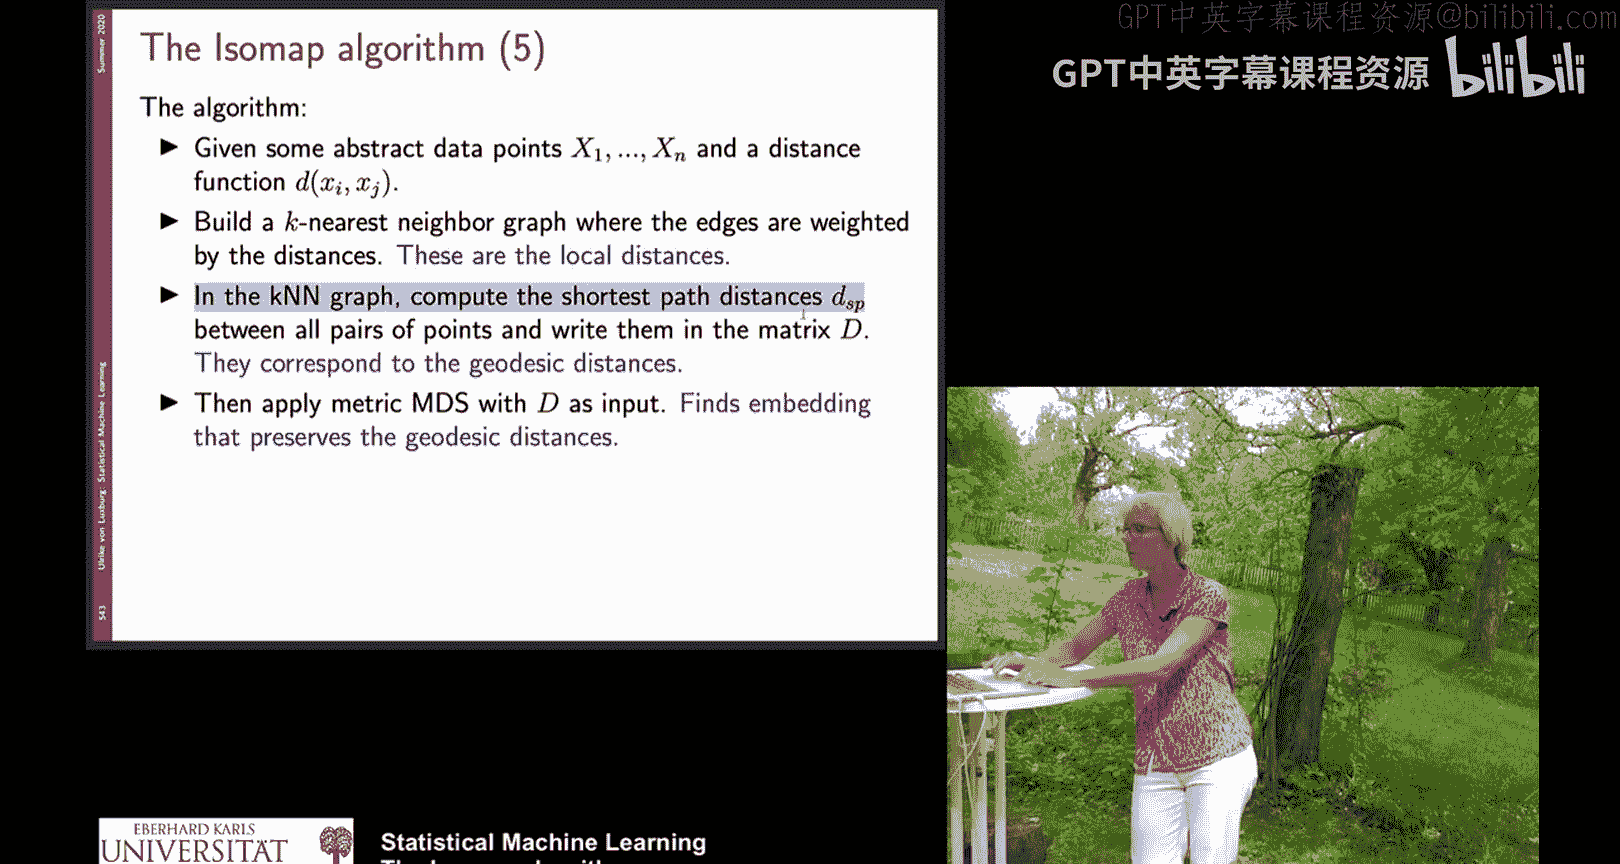 GPT中英字幕课程资源@bilibili.com
GPT中英字幕课程资源 bilibili
Summer 2020
Ulrike von Luxburg: Statistical Machine Learning
543
The Isomap algorithm (5)
The algorithm:
► Given some abstract data points X₁, ..., Xₙ and a distance
function d(xᵢ, xⱼ).
► Build a k-nearest neighbor graph where the edges are weighted
by the distances. These are the local distances.
► In the kNN graph, compute the shortest path distances d_sp
between all pairs of points and write them in the matrix D.
They correspond to the geodesic distances.
► Then apply metric MDS with D as input. Finds embedding
that preserves the geodesic distances.
EBERHARD KARLS
UNIVERSITÄT
Statistical Machine Learning